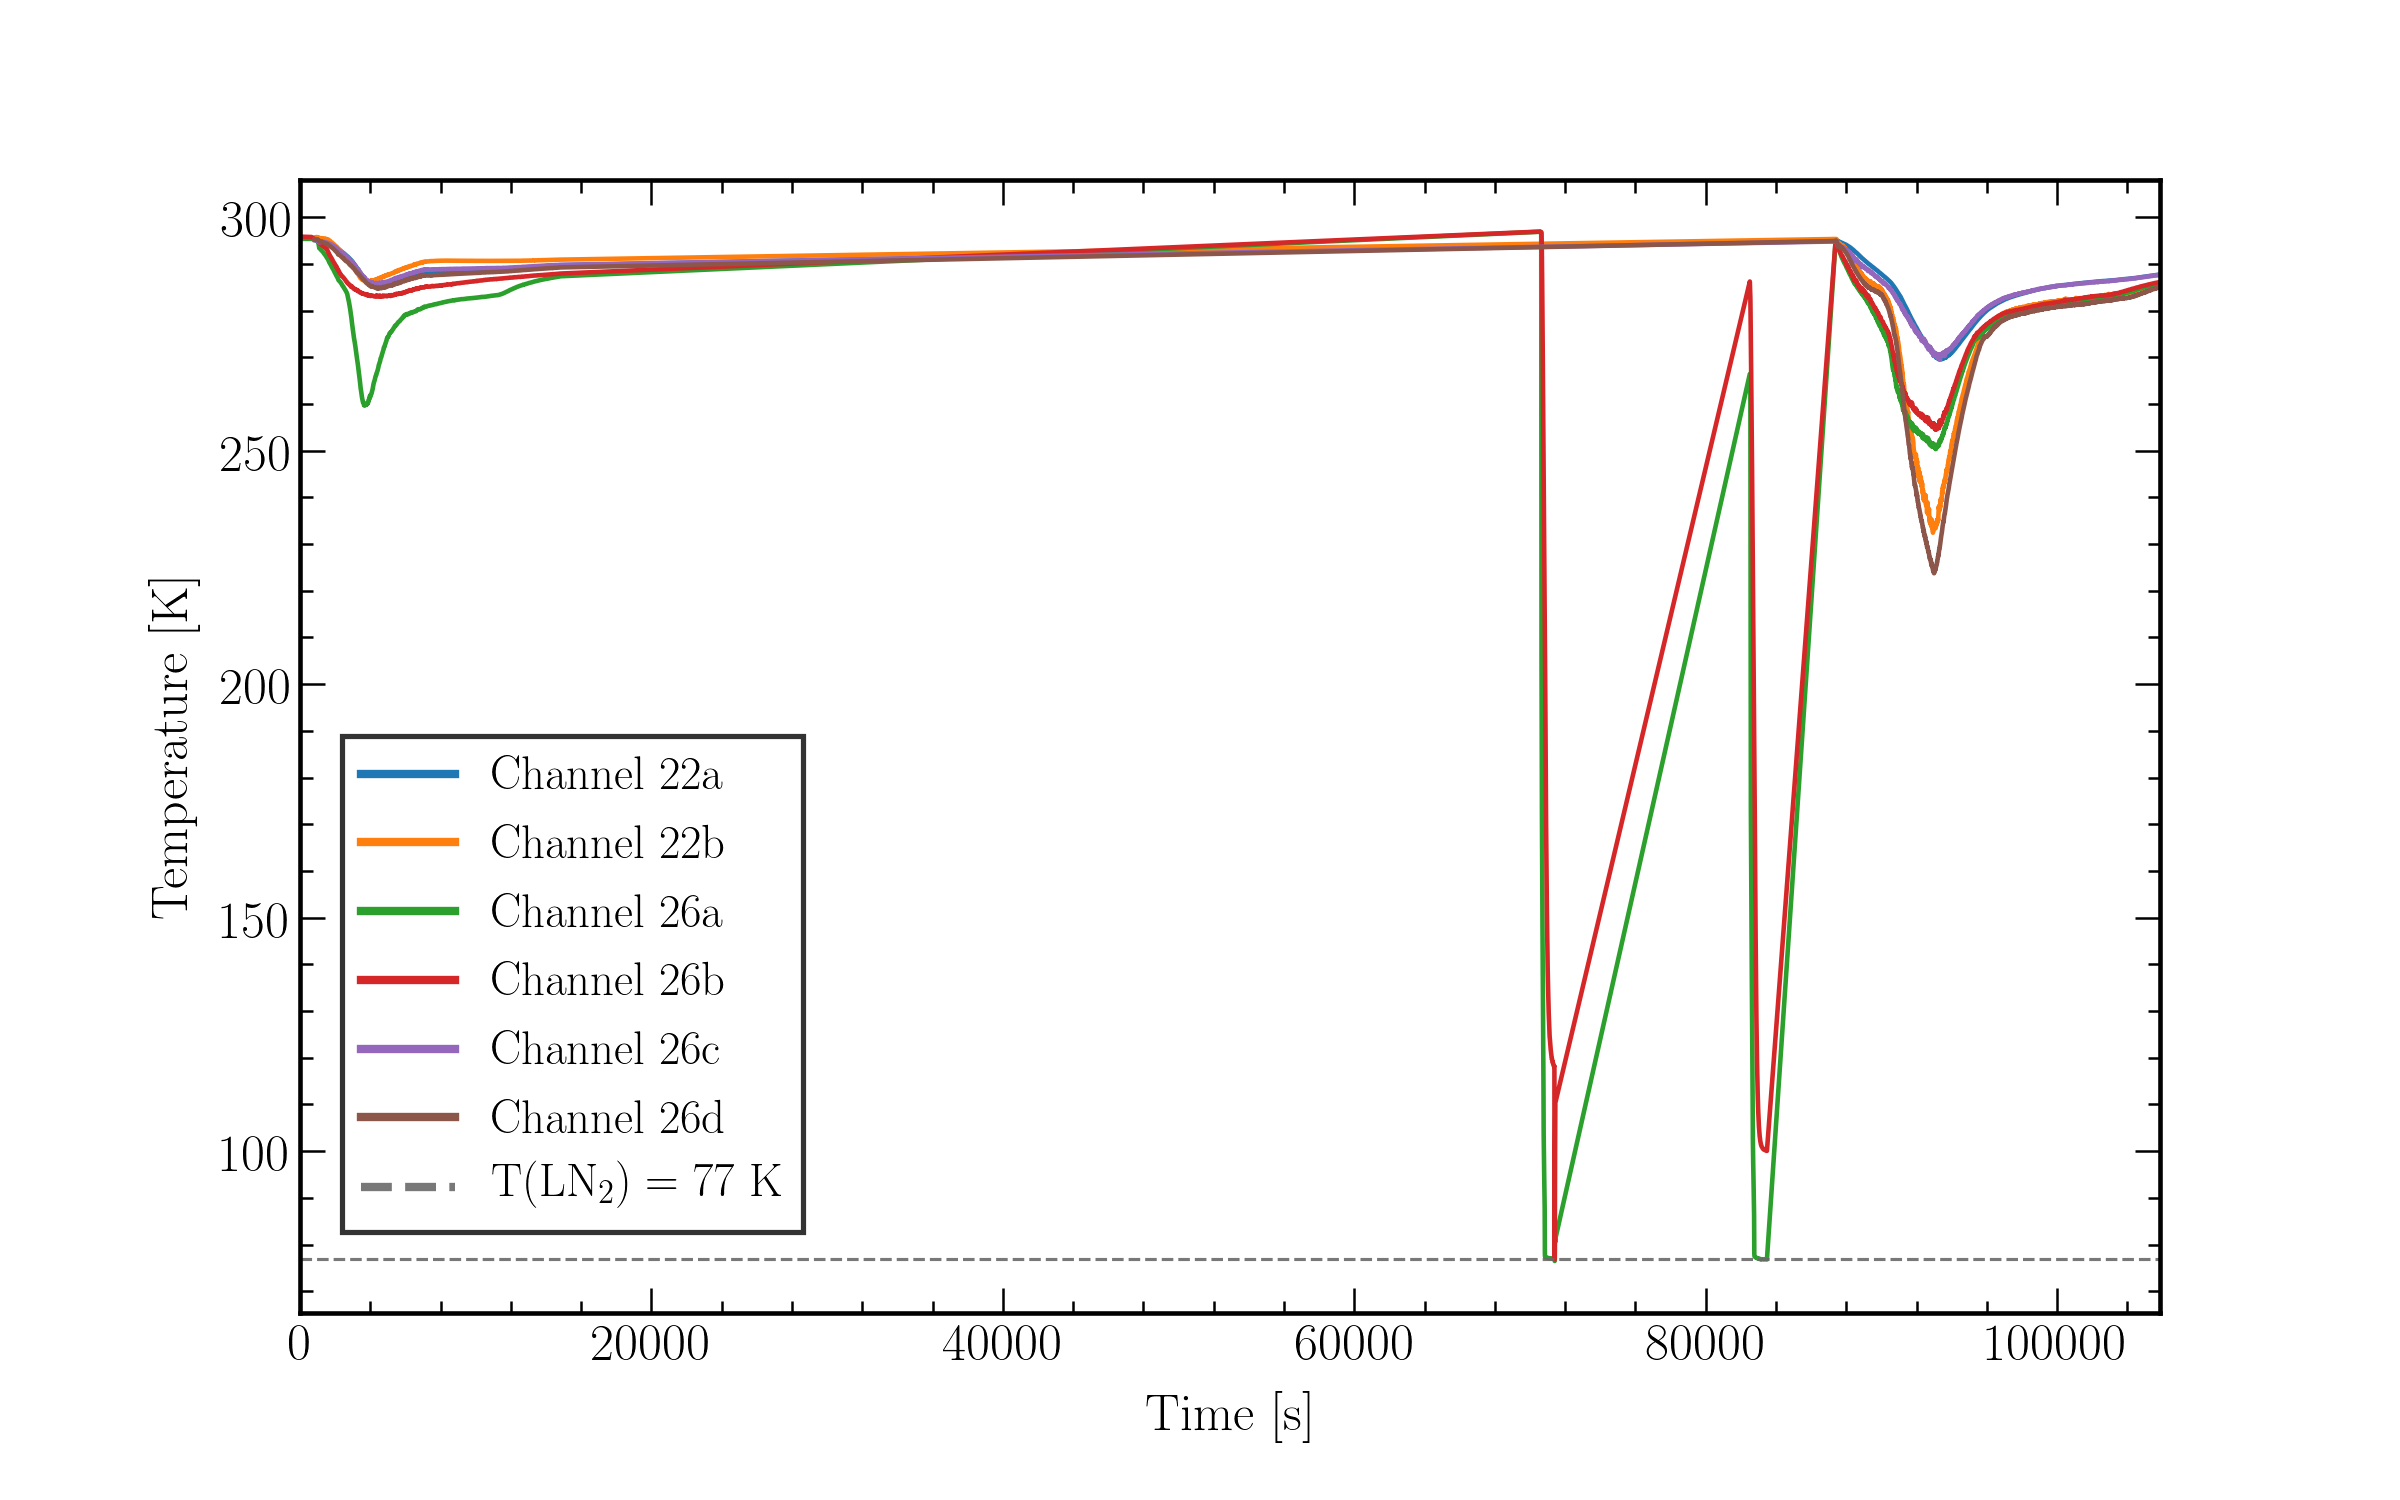 300
250
200
150
100
Temperature [K]
Channel 22a
Channel 22b
Channel 26a
Channel 26b
Channel 26c
Channel 26d
T(LN₂) = 77 K
0 20000 40000 60000 80000 100000
Time [s]